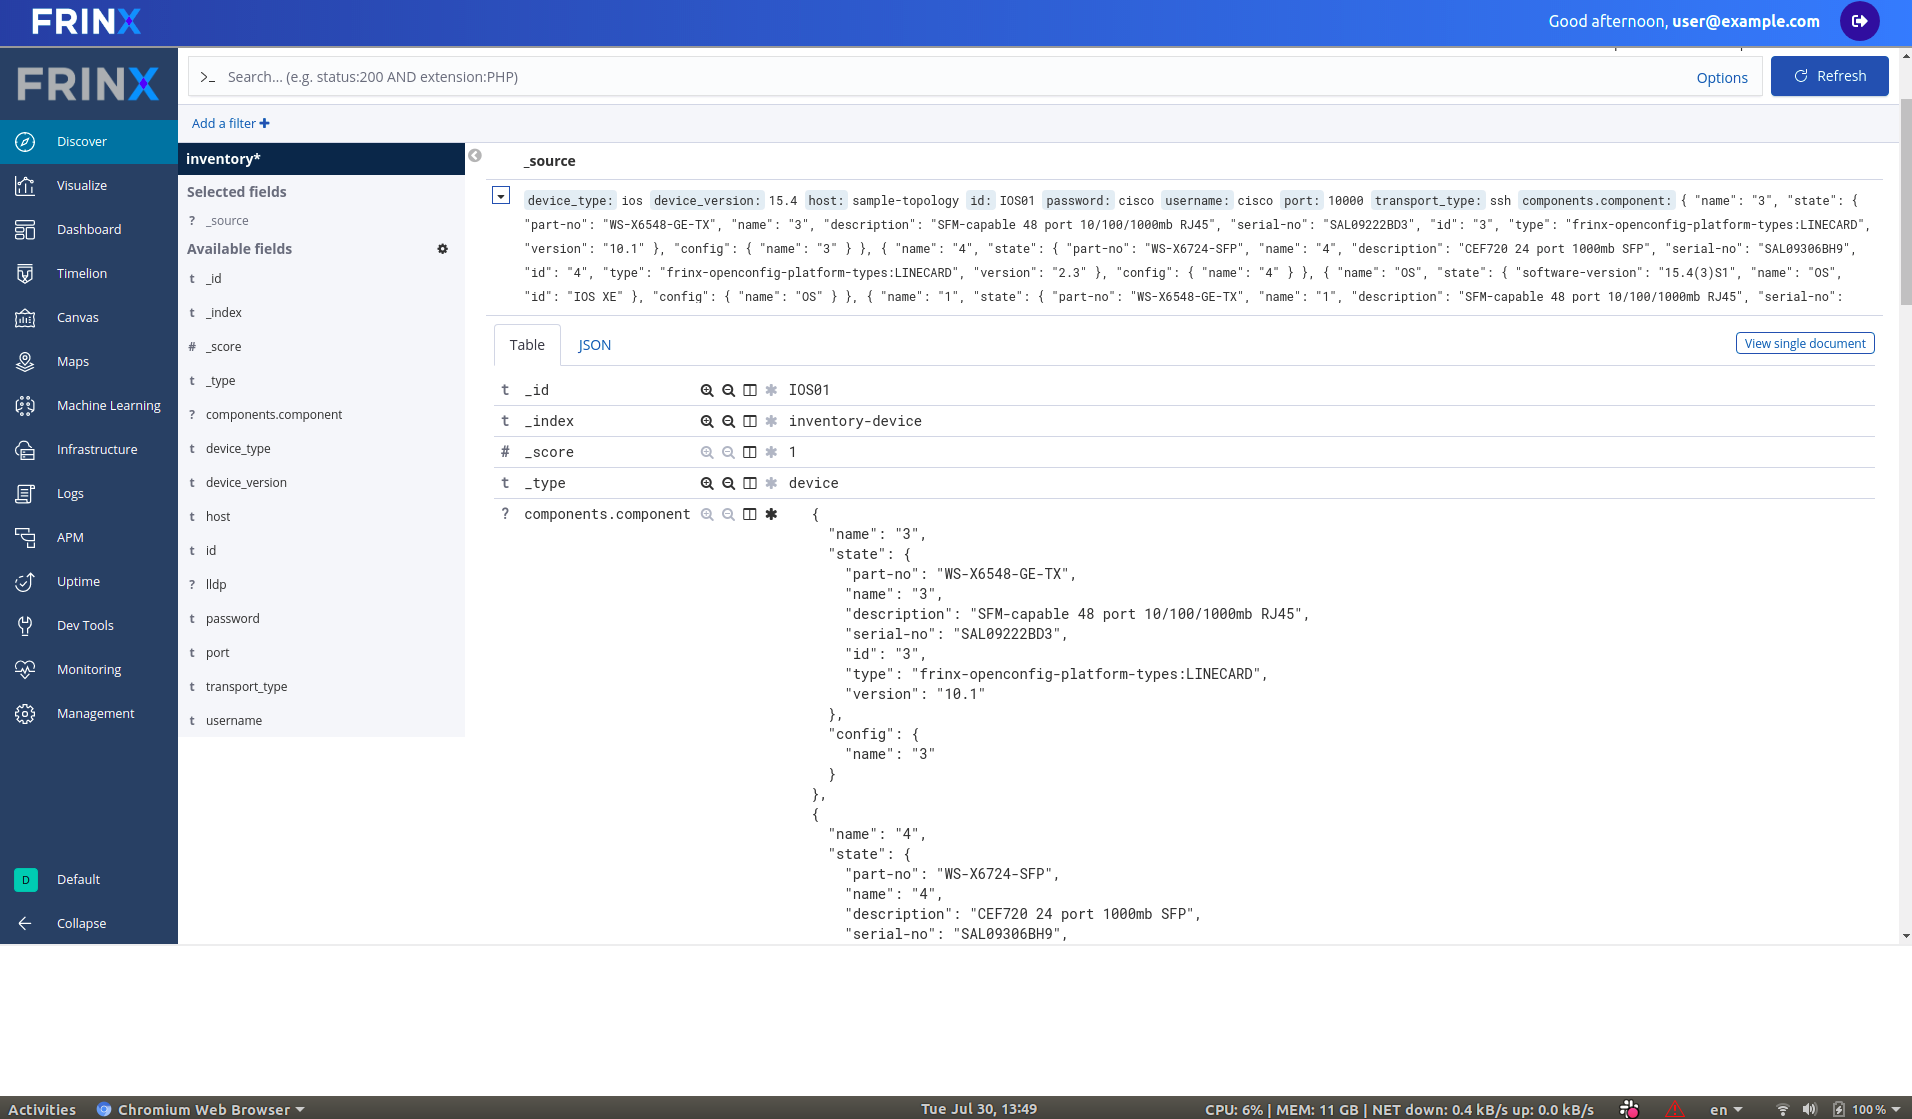 FRINX
Good afternoon, user@example.com
FRINX
>_ Search... (e.g. status:200 AND extension:PHP)
Options
Refresh
Add a filter +
Discover
Visualize
Dashboard
Timelion
Canvas
Maps
Machine Learning
Infrastructure
Logs
APM
Uptime
Dev Tools
Monitoring
Management
D Default
Collapse
inventory*
Selected fields
? _source
Available fields
t _id
t _index
# _score
t _type
? components.component
t device_type
t device_version
t host
t id
? lldp
t password
t port
t transport_type
t username
_source
device_type: ios device_version: 15.4 host: sample-topology id: IOS01 password: cisco username: cisco port: 10000 transport_type: ssh components.component: { "name": "3", "state": {
"part-no": "WS-X6548-GE-TX", "name": "3", "description": "SFM-capable 48 port 10/100/1000mb RJ45", "serial-no": "SAL09222BD3", "id": "3", "type": "frinx-openconfig-platform-types:LINECARD",
"version": "10.1" }, "config": { "name": "3" } }, { "name": "4", "state": { "part-no": "WS-X6724-SFP", "name": "4", "description": "CEF720 24 port 1000mb SFP", "serial-no": "SAL09306BH9",
"id": "4", "type": "frinx-openconfig-platform-types:LINECARD", "version": "2.3" }, "config": { "name": "4" } }, { "name": "OS", "state": { "software-version": "15.4(3)S1", "name": "OS",
"id": "IOS XE" }, "config": { "name": "OS" } }, { "name": "1", "state": { "part-no": "WS-X6548-GE-TX", "name": "1", "description": "SFM-capable 48 port 10/100/1000mb RJ45", "serial-no":
Table JSON
View single document
t _id IOS01
t _index inventory-device
# _score 1
t _type device
? components.component {
"name": "3",
"state": {
"part-no": "WS-X6548-GE-TX",
"name": "3",
"description": "SFM-capable 48 port 10/100/1000mb RJ45",
"serial-no": "SAL09222BD3",
"id": "3",
"type": "frinx-openconfig-platform-types:LINECARD",
"version": "10.1"
},
"config": {
"name": "3"
}
},
{
"name": "4",
"state": {
"part-no": "WS-X6724-SFP",
"name": "4",
"description": "CEF720 24 port 1000mb SFP",
"serial-no": "SAL09306BH9",
Activities Chromium Web Browser Tue Jul 30, 13:49 CPU: 6% | MEM: 11 GB | NET down: 0.4 kB/s up: 0.0 kB/s en 100 %